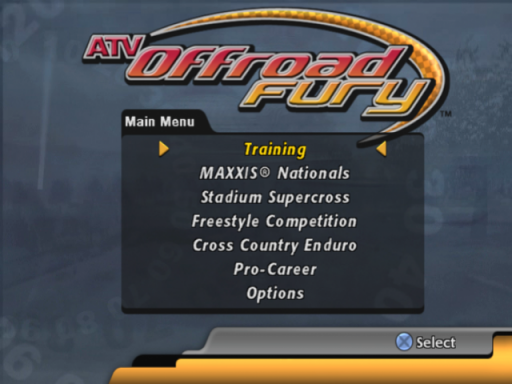 ATV
Offroad
Fury
™
Main Menu
Training
MAXXIS® Nationals
Stadium Supercross
Freestyle Competition
Cross Country Enduro
Pro-Career
Options
Select